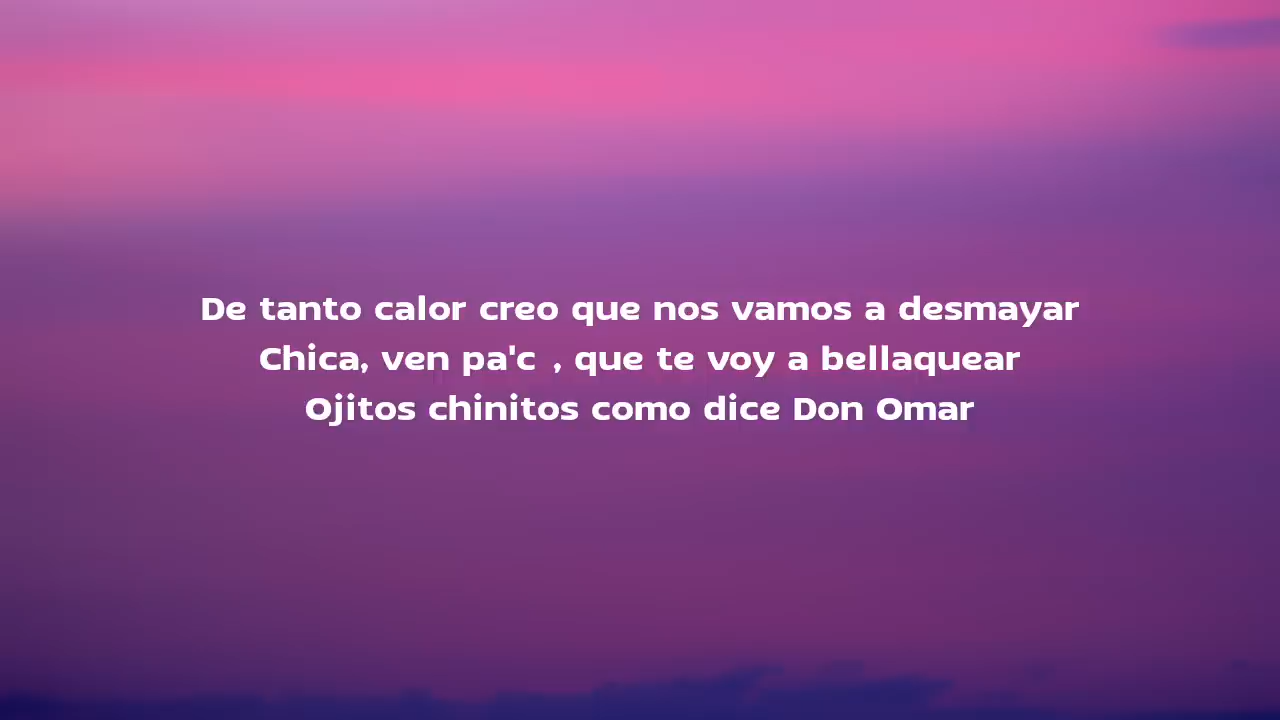 De tanto calor creo que nos vamos a desmayar
Chica, ven pa'c , que te voy a bellaquear
Ojitos chinitos como dice Don Omar